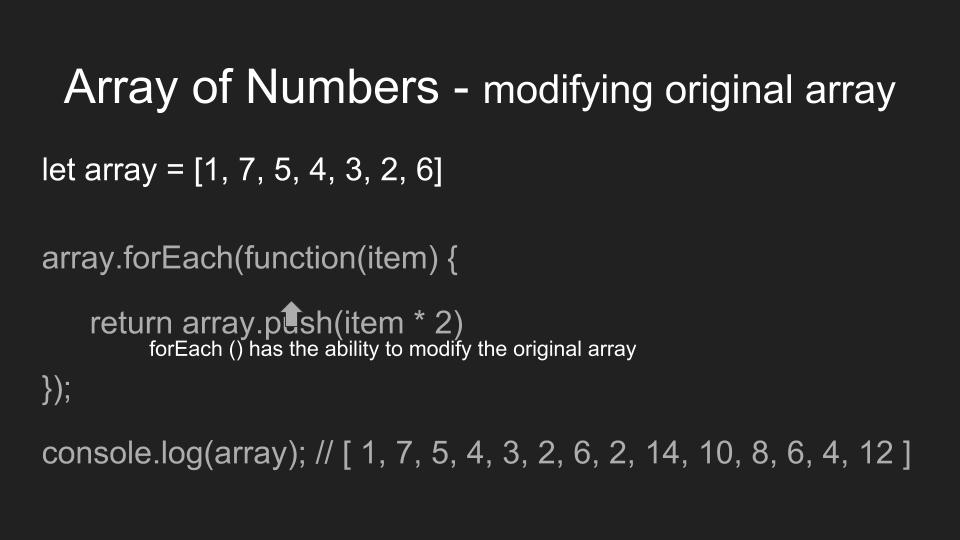 Array of Numbers - modifying original array
let array = [1, 7, 5, 4, 3, 2, 6]
array.forEach(function(item) {
return array.push(item * 2)
forEach () has the ability to modify the original array
});
console.log(array); // [ 1, 7, 5, 4, 3, 2, 6, 2, 14, 10, 8, 6, 4, 12 ]